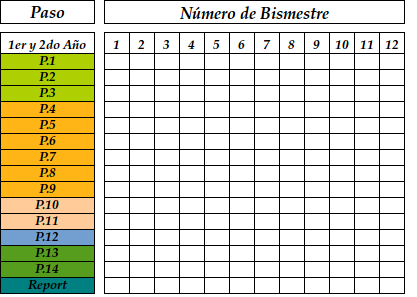 Paso Número de Bismestre
1er y 2do Año 1 2 3 4 5 6 7 8 9 10 11 12
P.1
P.2
P.3
P.4
P.5
P.6
P.7
P.8
P.9
P.10
P.11
P.12
P.13
P.14
Report